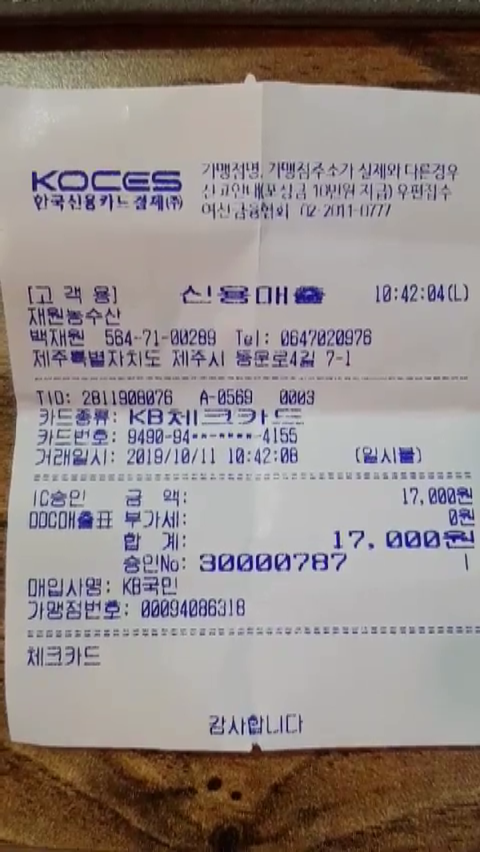 KOCES
한국신용카드결제(주)
가맹점명, 가맹점주소가 실제와 다른경우
신고안내(포상금 10만원 지급) 우편접수
여신금융협회 02-2011-0777
[고 객 용] 신용매출 10:42:04(L)
재원농수산
백재원 564-71-00289 Tel: 0647020976
제주특별자치도 제주시 동문로4길 7-1
TID: 2811908076 A-0569 0003
카드종류: KB체크카드
카드번호: 9490-94**-****-4155
거래일시: 2019/10/11 10:42:08 (일시불)
IC승인 금 액: 17,000원
DDC매출표 부가세: 0원
합 계: 17,000원
승인No: 30000787
매입사명: KB국민
가맹점번호: 00094086318
체크카드
감사합니다